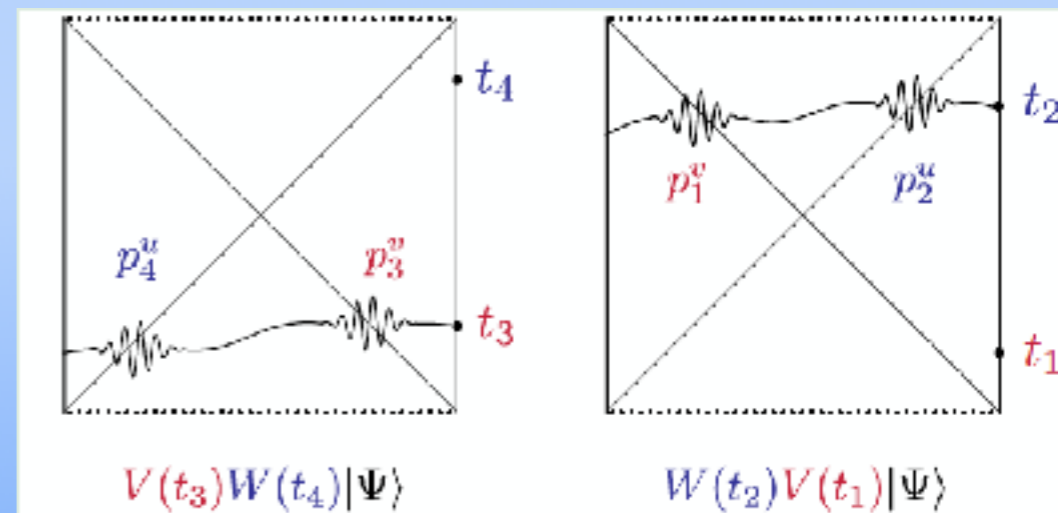 t₄
p₄ᵘ
p₃ᵛ
t₃
V(t₃)W(t₄)|Ψ⟩
t₂
p₁ᵛ
p₂ᵘ
t₁
W(t₂)V(t₁)|Ψ⟩